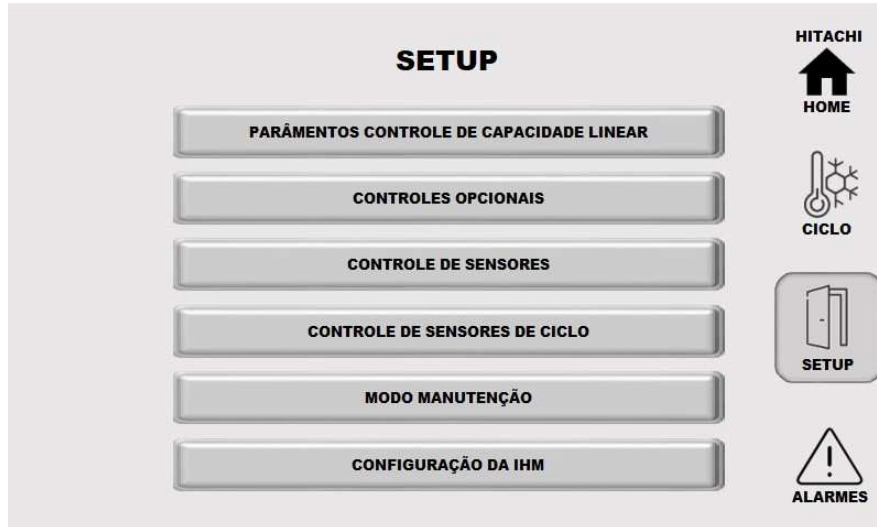 SETUP
PARÂMENTOS CONTROLE DE CAPACIDADE LINEAR
CONTROLES OPCIONAIS
CONTROLE DE SENSORES
CONTROLE DE SENSORES DE CICLO
MODO MANUTENÇÃO
CONFIGURAÇÃO DA IHM
HITACHI
HOME
CICLO
SETUP
ALARMES